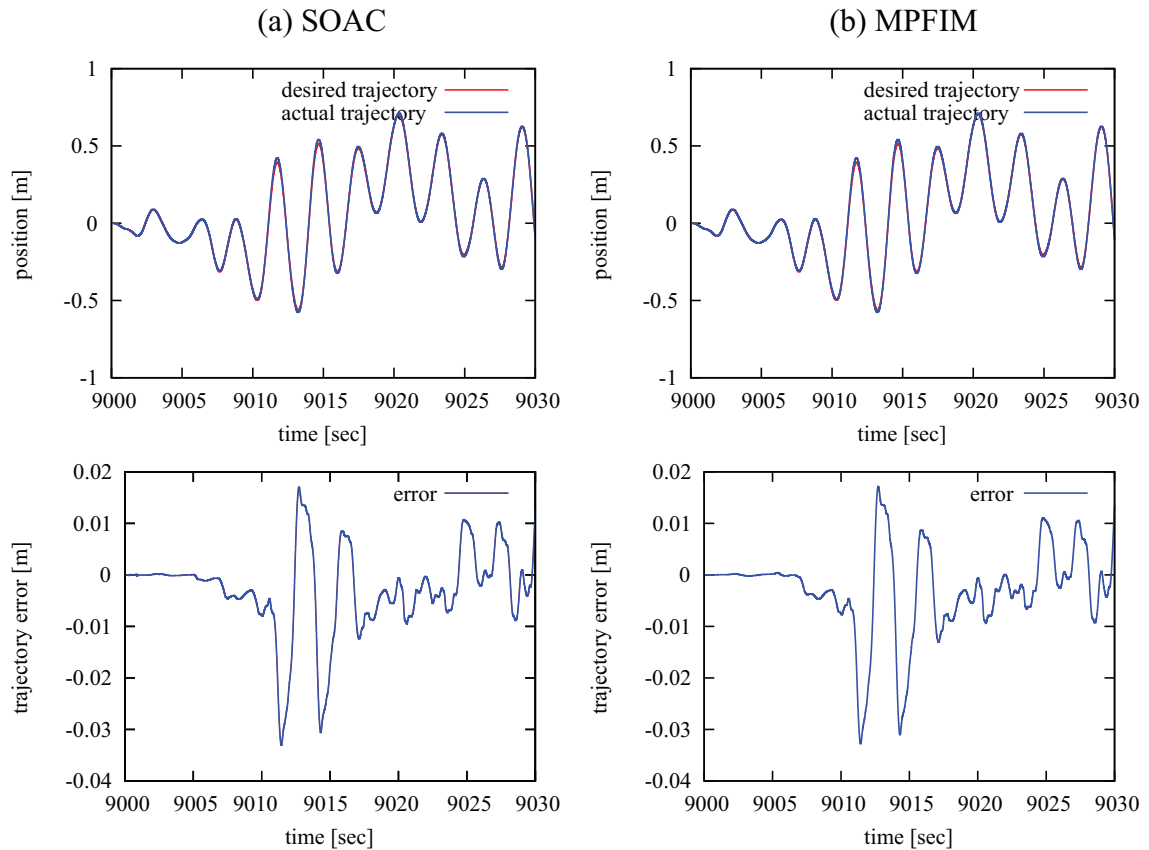 (a) SOAC
(b) MPFIM
1
0.5
0
-0.5
-1
position [m]
desired trajectory
actual trajectory
9000 9005 9010 9015 9020 9025 9030
time [sec]
1
0.5
0
-0.5
-1
position [m]
desired trajectory
actual trajectory
9000 9005 9010 9015 9020 9025 9030
time [sec]
0.02
0.01
0
-0.01
-0.02
-0.03
-0.04
trajectory error [m]
error
9000 9005 9010 9015 9020 9025 9030
time [sec]
0.02
0.01
0
-0.01
-0.02
-0.03
-0.04
trajectory error [m]
error
9000 9005 9010 9015 9020 9025 9030
time [sec]